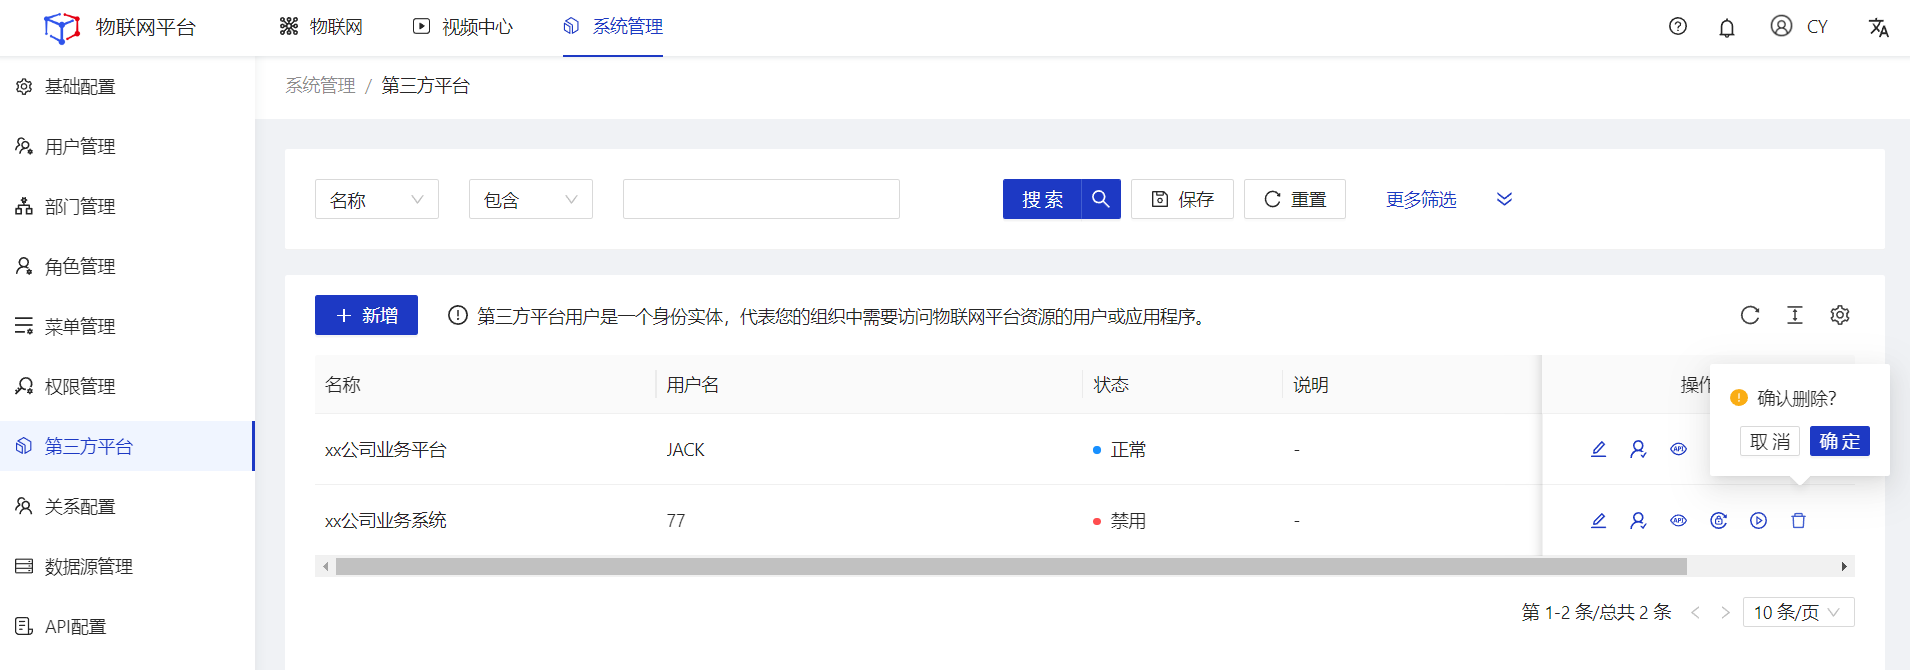 物联网平台
物联网
视频中心
系统管理
CY
基础配置
用户管理
部门管理
角色管理
菜单管理
权限管理
第三方平台
关系配置
数据源管理
API配置
系统管理 / 第三方平台
名称
包含
搜 索
保存
重置
更多筛选
+ 新增
第三方平台用户是一个身份实体，代表您的组织中需要访问物联网平台资源的用户或应用程序。
名称 用户名 状态 说明 操作
xx公司业务平台 JACK 正常 -
xx公司业务系统 77 禁用 -
确认删除?
取 消 确 定
第 1-2 条/总共 2 条
10 条/页